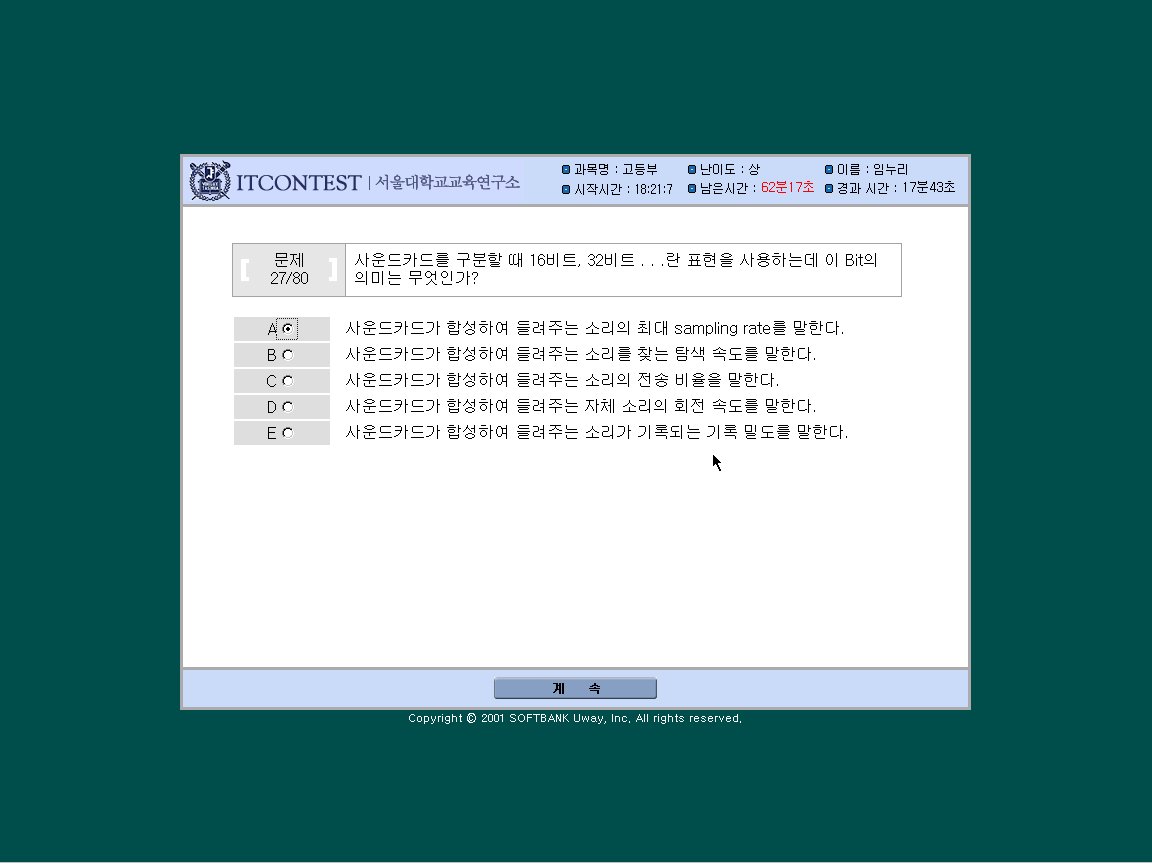 ITCONTEST | 서울대학교교육연구소
과목명 : 고등부 난이도 : 상 이름 : 임누리
시작시간 : 18:21:7 남은시간 : 62분17초 경과 시간 : 17분43초
문제
27/80
사운드카드를 구분할 때 16비트, 32비트 . . .란 표현을 사용하는데 이 Bit의
의미는 무엇인가?
A 사운드카드가 합성하여 들려주는 소리의 최대 sampling rate를 말한다.
B 사운드카드가 합성하여 들려주는 소리를 찾는 탐색 속도를 말한다.
C 사운드카드가 합성하여 들려주는 소리의 전송 비율을 말한다.
D 사운드카드가 합성하여 들려주는 자체 소리의 회전 속도를 말한다.
E 사운드카드가 합성하여 들려주는 소리가 기록되는 기록 밀도를 말한다.
계 속
Copyright © 2001 SOFTBANK Uway, Inc. All rights reserved.